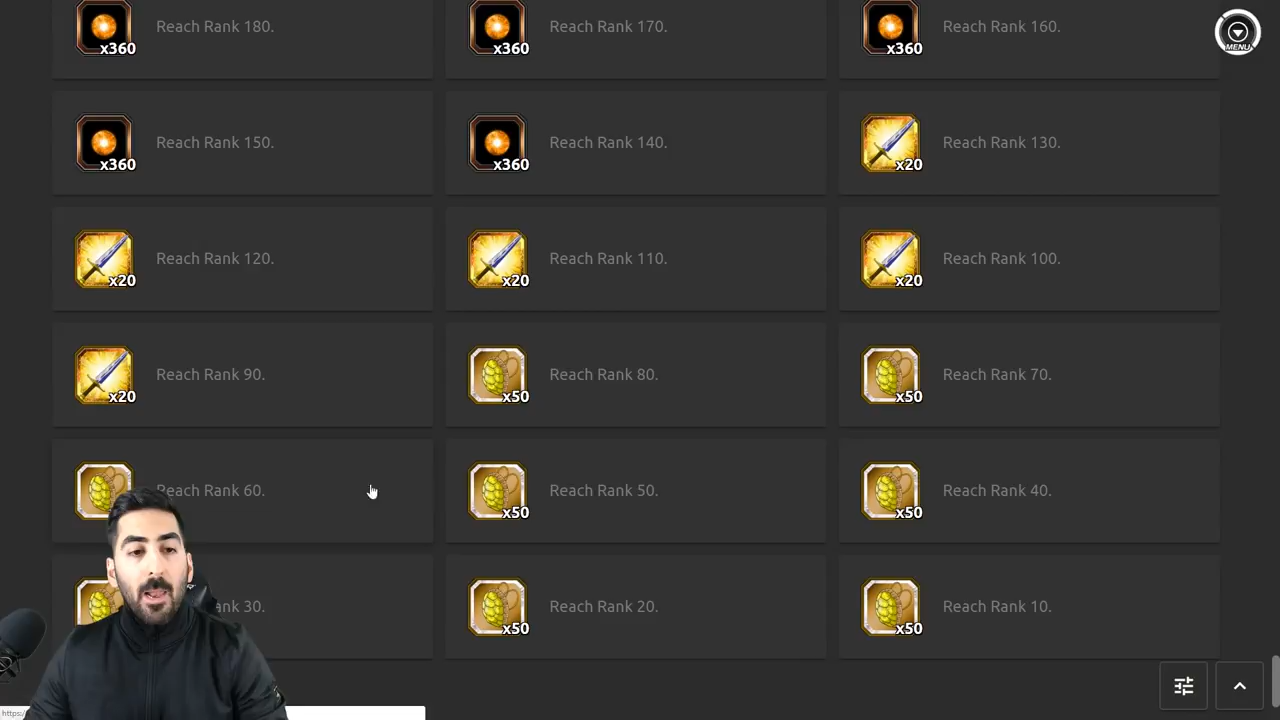 x360 Reach Rank 180.
x360 Reach Rank 170.
x360 Reach Rank 160.
MENU
x360 Reach Rank 150.
x360 Reach Rank 140.
x20 Reach Rank 130.
x20 Reach Rank 120.
x20 Reach Rank 110.
x20 Reach Rank 100.
x20 Reach Rank 90.
x50 Reach Rank 80.
x50 Reach Rank 70.
Reach Rank 60.
x50 Reach Rank 50.
x50 Reach Rank 40.
ank 30.
x50 Reach Rank 20.
x50 Reach Rank 10.
https:/